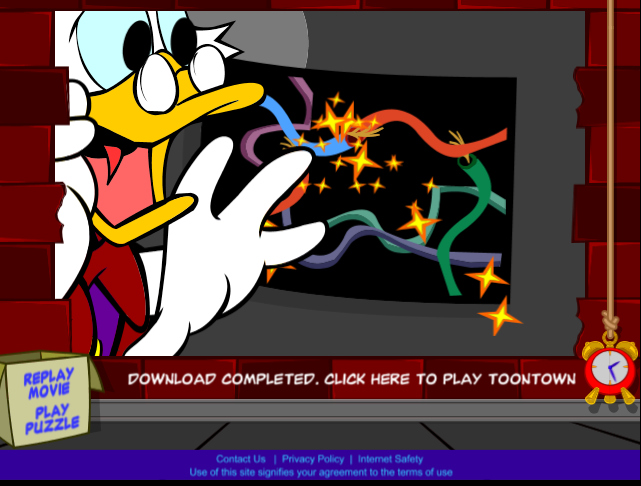 DOWNLOAD COMPLETED. CLICK HERE TO PLAY TOONTOWN
REPLAY
MOVIE
PLAY
PUZZLE
Contact Us | Privacy Policy | Internet Safety
Use of this site signifies your agreement to the terms of use